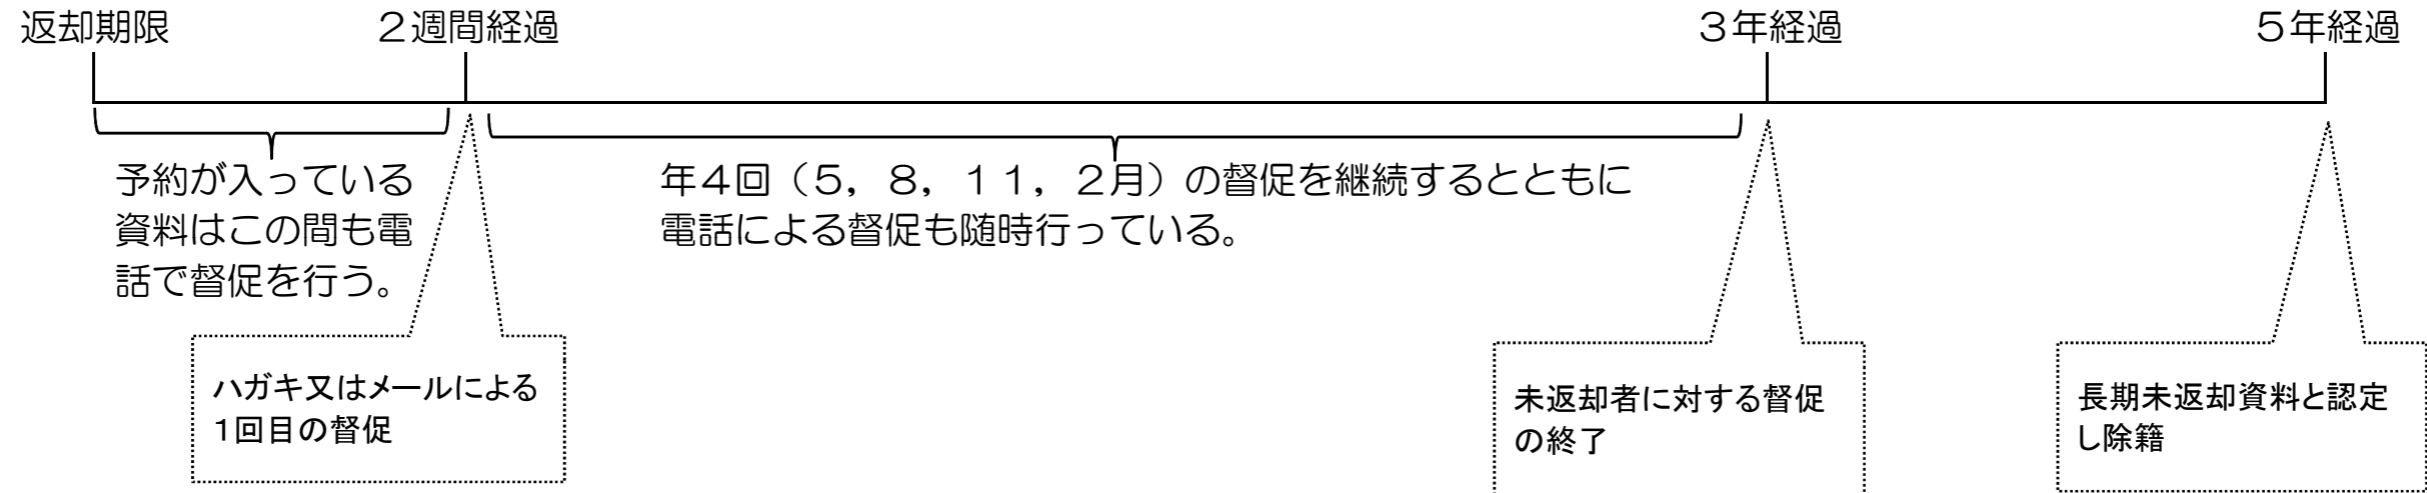 返却期限
２週間経過
３年経過
５年経過
予約が入っている
資料はこの間も電
話で督促を行う。
年４回（５，８，１１，２月）の督促を継続するとともに
電話による督促も随時行っている。
ハガキ又はメールによる
１回目の督促
未返却者に対する督促
の終了
長期未返却資料と認定
し除籍